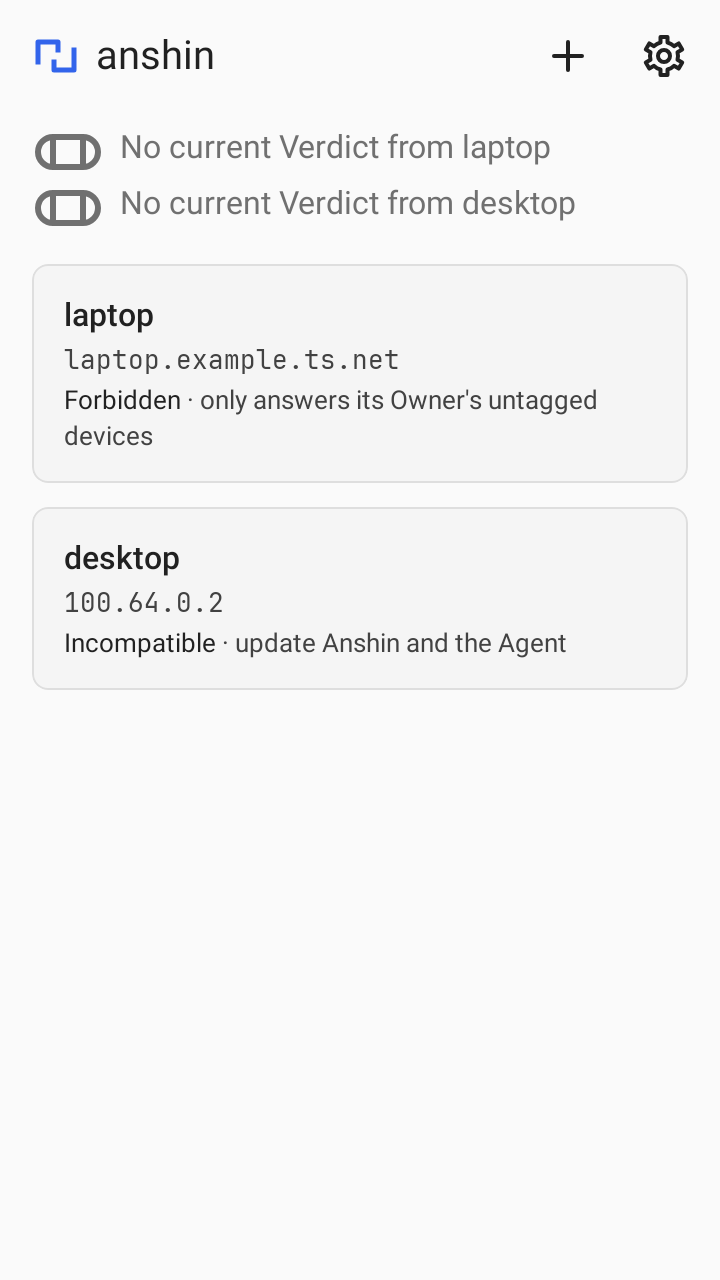 anshin
No current Verdict from laptop
No current Verdict from desktop
laptop
laptop.example.ts.net
Forbidden · only answers its Owner's untagged
devices
desktop
100.64.0.2
Incompatible · update Anshin and the Agent